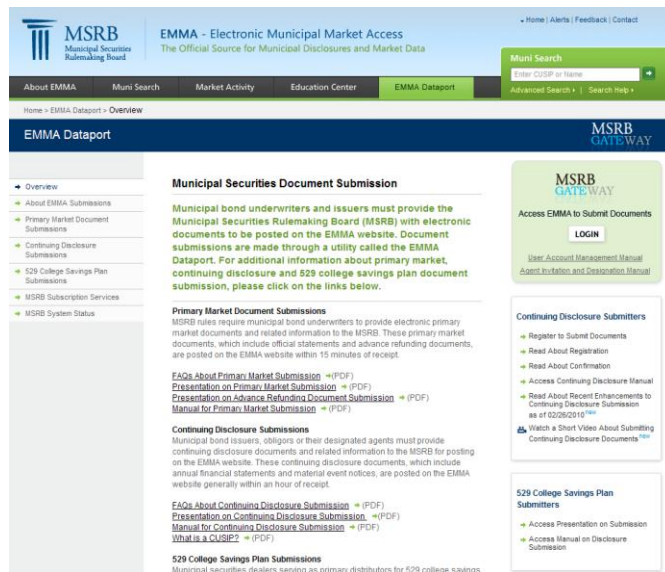 MSRB
Municipal Securities
Rulemaking Board
EMMA - Electronic Municipal Market Access
The Official Source for Municipal Disclosures and Market Data
Home | Alerts | Feedback | Contact
Muni Search
Enter CUSIP or Name
Advanced Search | Search Help
About EMMA
Muni Search
Market Activity
Education Center
EMMA Dataport
Home > EMMA Dataport > Overview
EMMA Dataport
MSRB
GATEWAY
Overview
About EMMA Submissions
Primary Market Document
Submissions
Continuing Disclosure
Submissions
529 College Savings Plan
Submissions
MSRB Subscription Services
MSRB System Status
Municipal Securities Document Submission
Municipal bond underwriters and issuers must provide the
Municipal Securities Rulemaking Board (MSRB) with electronic
documents to be posted on the EMMA website. Document
submissions are made through a utility called the EMMA
Dataport. For additional information about primary market,
continuing disclosure and 529 college savings plan document
submission, please click on the links below.
Primary Market Document Submissions
MSRB rules require municipal bond underwriters to provide electronic primary
market documents and related information to the MSRB. These primary market
documents, which include official statements and advance refunding documents,
are posted on the EMMA website within 15 minutes of receipt.
FAQs About Primary Market Submission (PDF)
Presentation on Primary Market Submission (PDF)
Presentation on Advance Refunding Document Submission (PDF)
Manual for Primary Market Submission (PDF)
Continuing Disclosure Submissions
Municipal bond issuers, obligors or their designated agents must provide
continuing disclosure documents and related information to the MSRB for posting
on the EMMA website. These continuing disclosure documents, which include
annual financial statements and material event notices, are posted on the EMMA
website generally within an hour of receipt.
FAQs About Continuing Disclosure Submission (PDF)
Presentation on Continuing Disclosure Submission (PDF)
Manual for Continuing Disclosure Submission (PDF)
What is a CUSIP? (PDF)
529 College Savings Plan Submissions
Municipal securities dealers serving as primary distributors for 529 college savings
MSRB
GATEWAY
Access EMMA to Submit Documents
LOGIN
User Account Management Manual
Agent Invitation and Designation Manual
Continuing Disclosure Submitters
Register to Submit Documents
Read About Registration
Read About Confirmation
Access Continuing Disclosure Manual
Read About Recent Enhancements to
Continuing Disclosure Submission
as of 02/26/2010 New
Watch a Short Video About Submitting
Continuing Disclosure Documents New
529 College Savings Plan
Submitters
Access Presentation on Submission
Access Manual on Disclosure
Submission